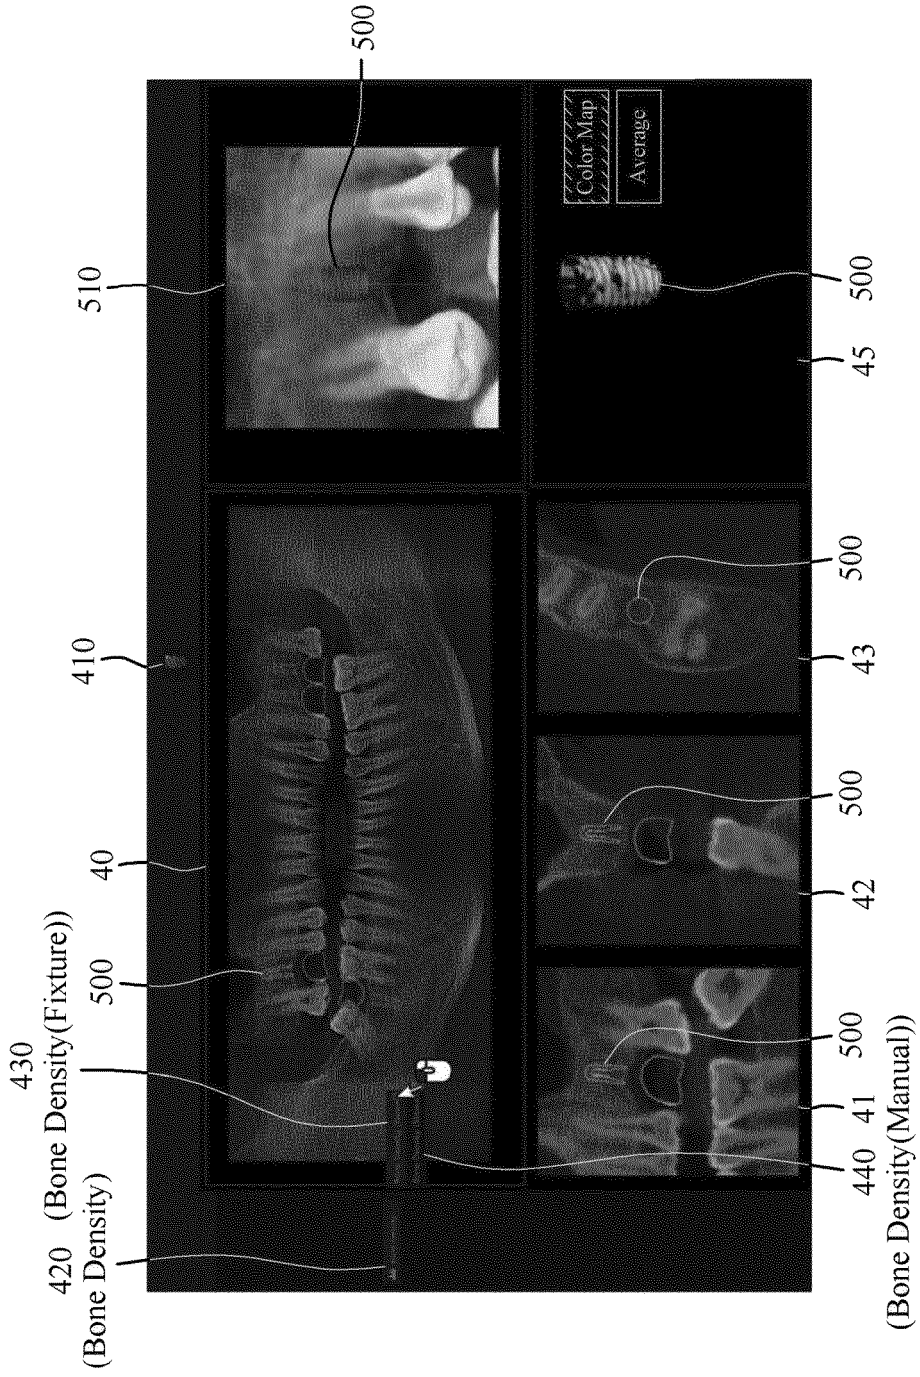 430
420 (Bone Density(Fixture))
(Bone Density) 500 40 410 510
500
Color Map
Average
500 500 500 500
440 41 42 43 45
(Bone Density(Manual))